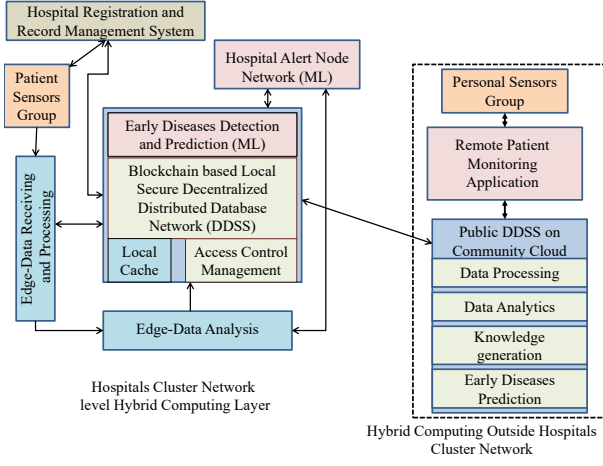 Hospital Registration and
Record Management System
Patient
Sensors
Group
Hospital Alert Node
Network (ML)
Early Diseases Detection
and Prediction (ML)
Blockchain based Local
Secure Decentralized
Distributed Database
Network (DDSS)
Local
Cache
Access Control
Management
Edge-Data Receiving
and Processing
Edge-Data Analysis
Hospitals Cluster Network
level Hybrid Computing Layer
Personal Sensors
Group
Remote Patient
Monitoring
Application
Public DDSS on
Community Cloud
Data Processing
Data Analytics
Knowledge
generation
Early Diseases
Prediction
Hybrid Computing Outside Hospitals
Cluster Network